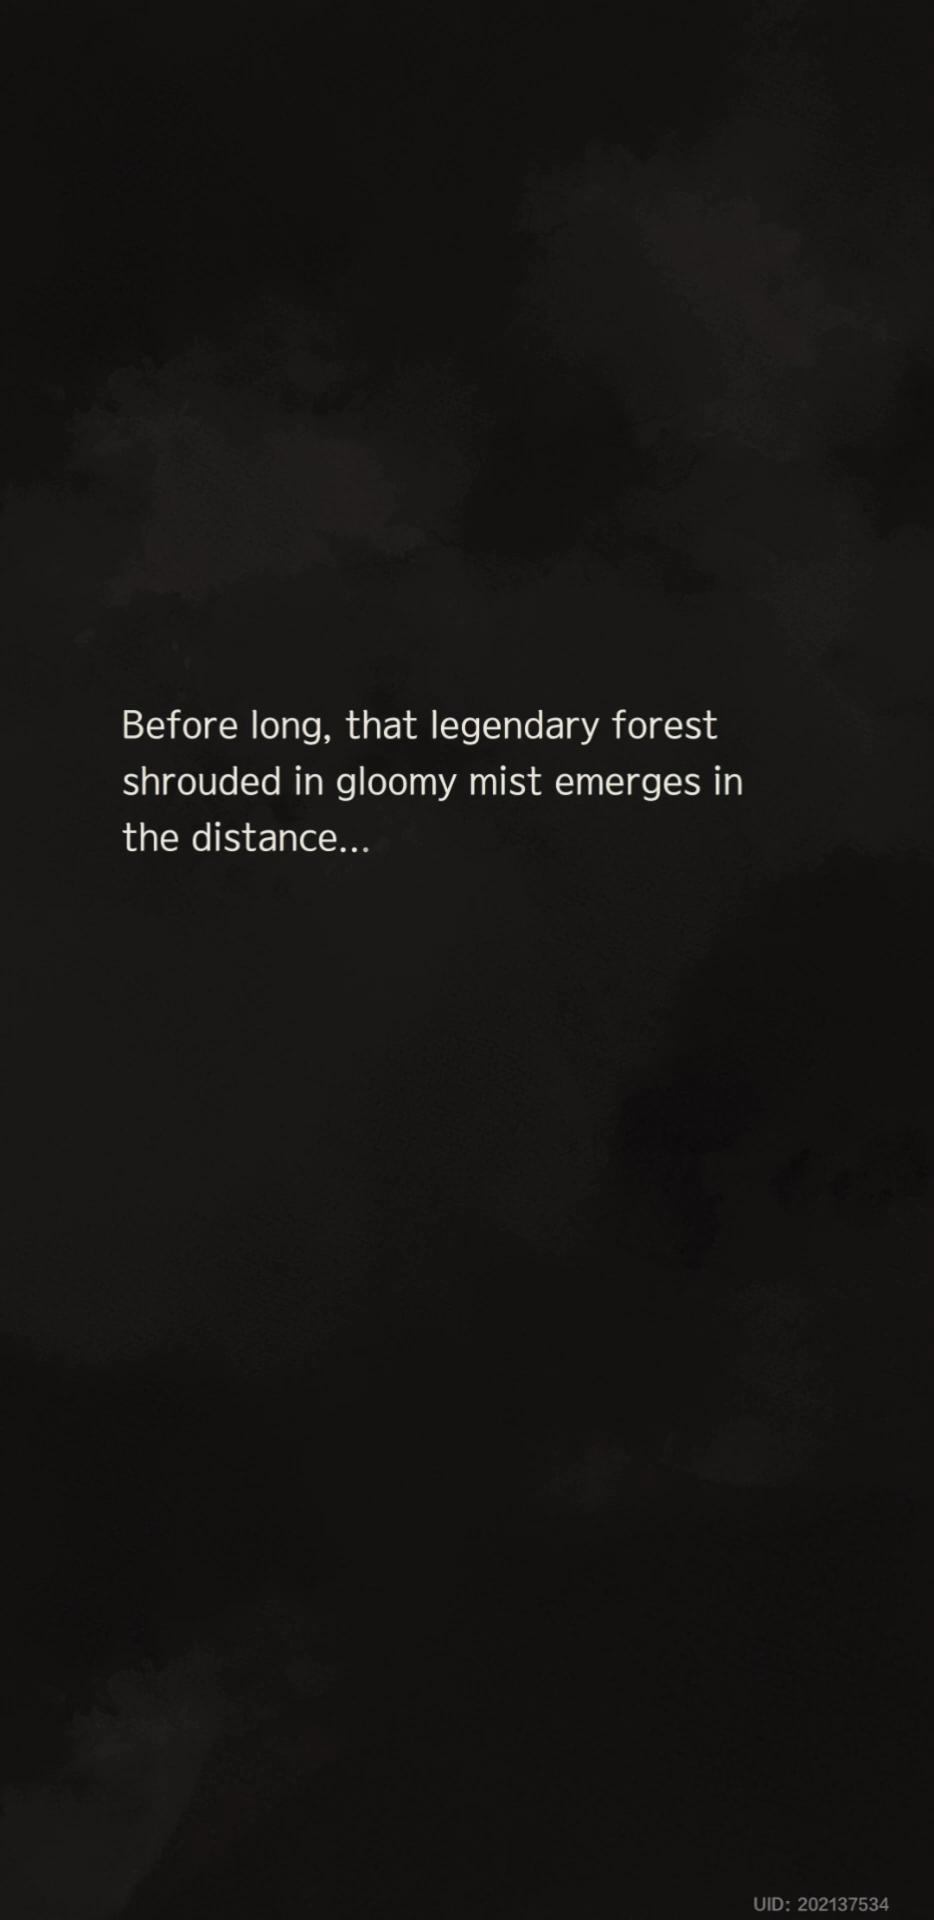 Before long, that legendary forest
shrouded in gloomy mist emerges in
the distance...
UID: 202137534